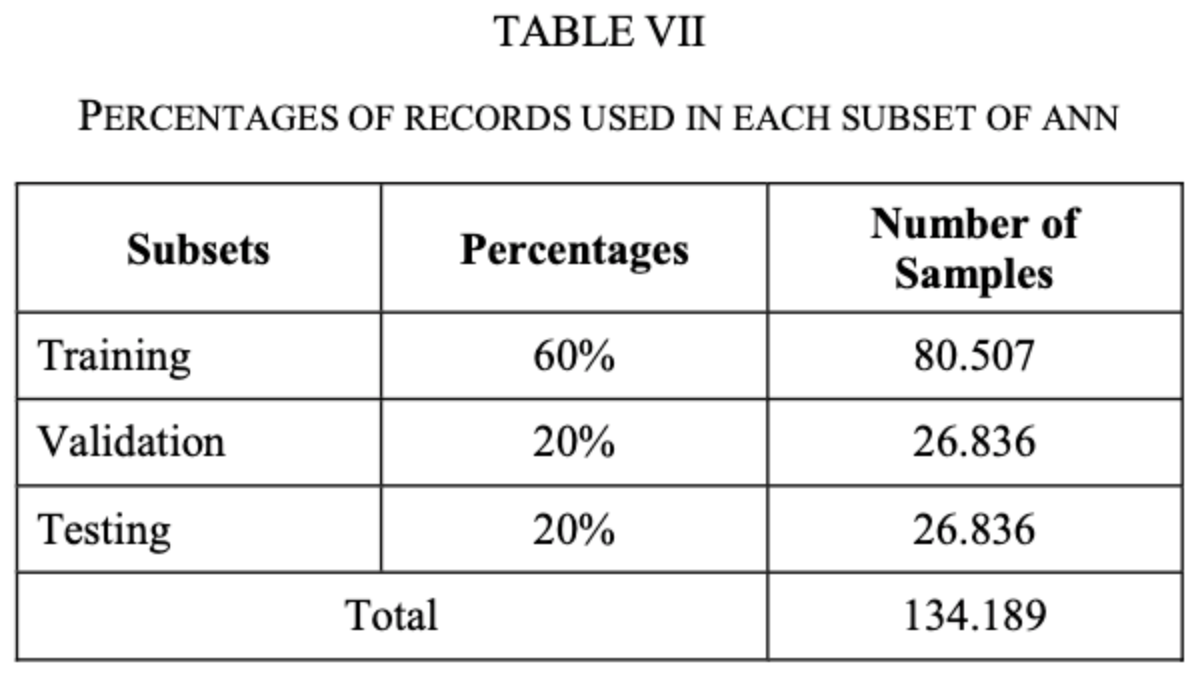 TABLE VII
PERCENTAGES OF RECORDS USED IN EACH SUBSET OF ANN
Subsets Percentages Number of Samples
Training 60% 80.507
Validation 20% 26.836
Testing 20% 26.836
Total 134.189